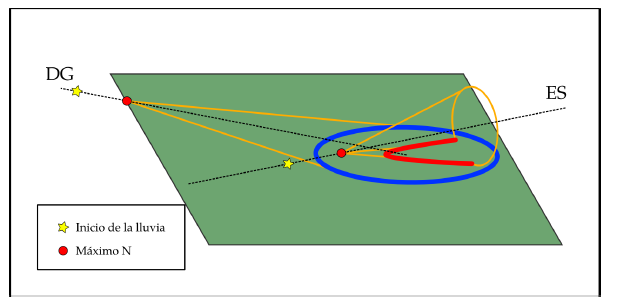 DG
ES
Inicio de la lluvia
Máximo N